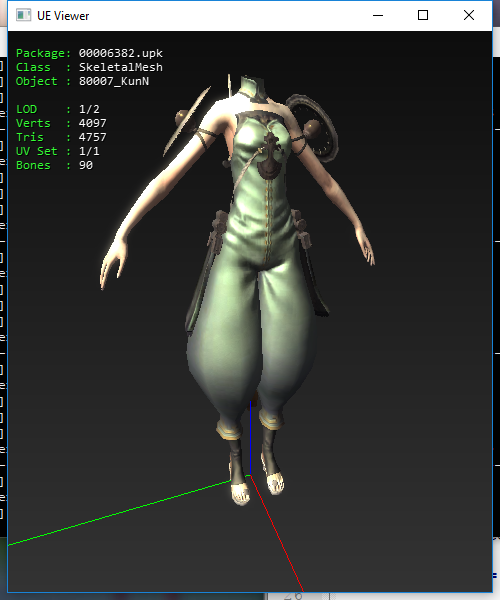 UE Viewer
Package: 00006382.upk
Class : SkeletalMesh
Object : 80007_KunN
LOD : 1/2
Verts : 4097
Tris : 4757
UV Set : 1/1
Bones : 90